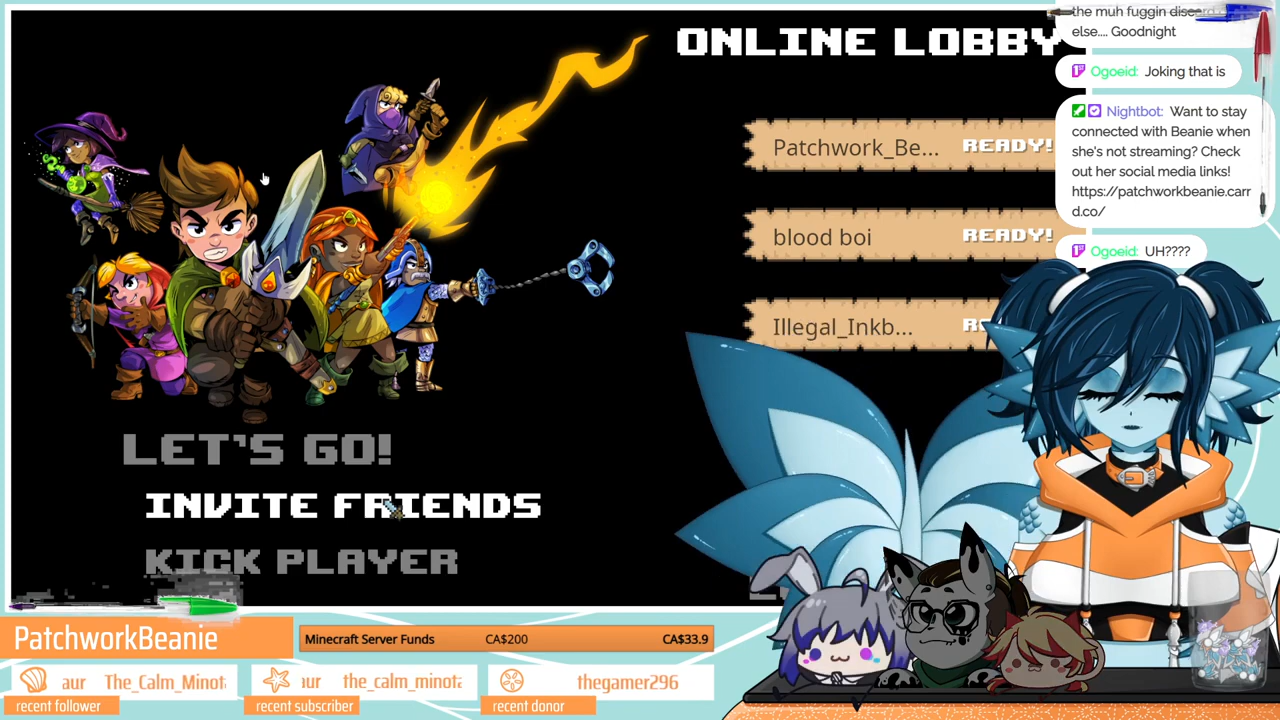 ONLINE LOBBY
Patchwork_Be... READY!
blood boi READY!
Illegal_Inkb...
LET'S GO!
INVITE FRIENDS
KICK PLAYER
the muh fuggin discord o
else.... Goodnight
Ogoeid: Joking that is
Nightbot: Want to stay
connected with Beanie when
she's not streaming? Check
out her social media links!
https://patchworkbeanie.carr
d.co/
Ogoeid: UH????
PatchworkBeanie
Minecraft Server Funds CA$200 CA$33.9
aur The_Calm_Minot
recent follower
aur the_calm_minota
recent subscriber
thegamer296
recent donor